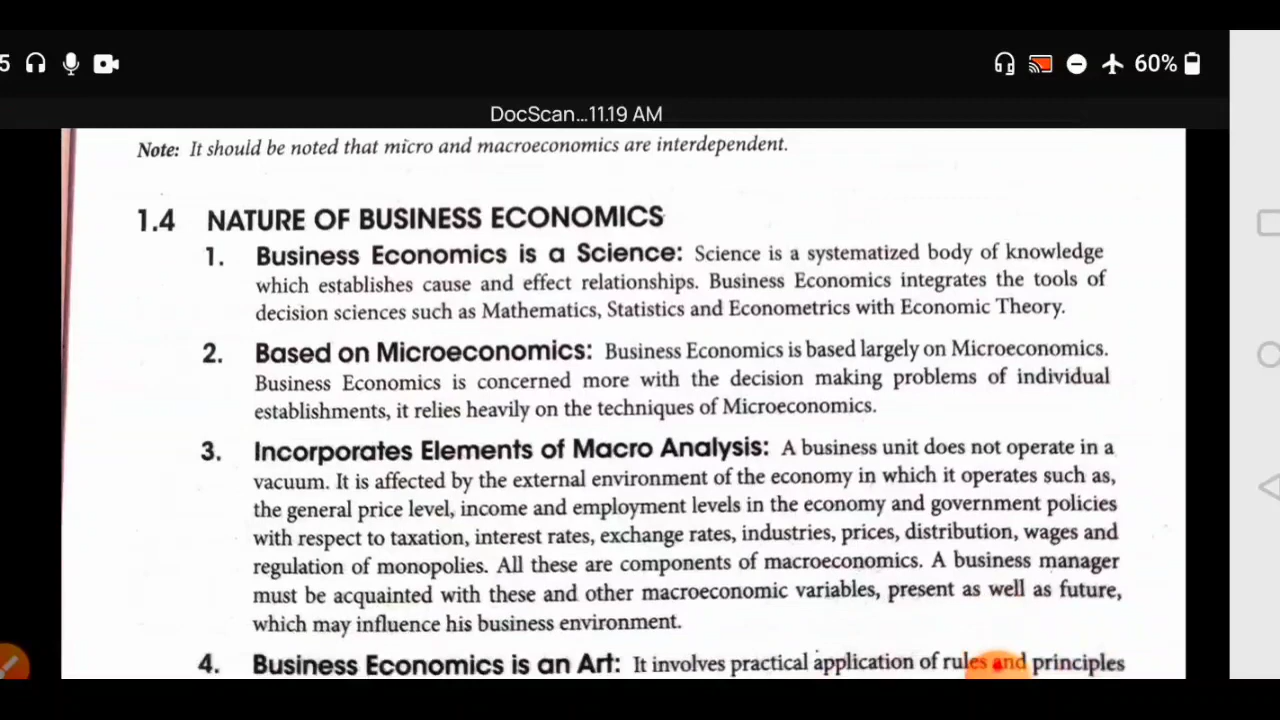 5
60%
DocScan...11.19 AM
Note: It should be noted that micro and macroeconomics are interdependent.
1.4 NATURE OF BUSINESS ECONOMICS
1. Business Economics is a Science: Science is a systematized body of knowledge
which establishes cause and effect relationships. Business Economics integrates the tools of
decision sciences such as Mathematics, Statistics and Econometrics with Economic Theory.
2. Based on Microeconomics: Business Economics is based largely on Microeconomics.
Business Economics is concerned more with the decision making problems of individual
establishments, it relies heavily on the techniques of Microeconomics.
3. Incorporates Elements of Macro Analysis: A business unit does not operate in a
vacuum. It is affected by the external environment of the economy in which it operates such as,
the general price level, income and employment levels in the economy and government policies
with respect to taxation, interest rates, exchange rates, industries, prices, distribution, wages and
regulation of monopolies. All these are components of macroeconomics. A business manager
must be acquainted with these and other macroeconomic variables, present as well as future,
which may influence his business environment.
4. Business Economics is an Art: It involves practical application of rules and principles